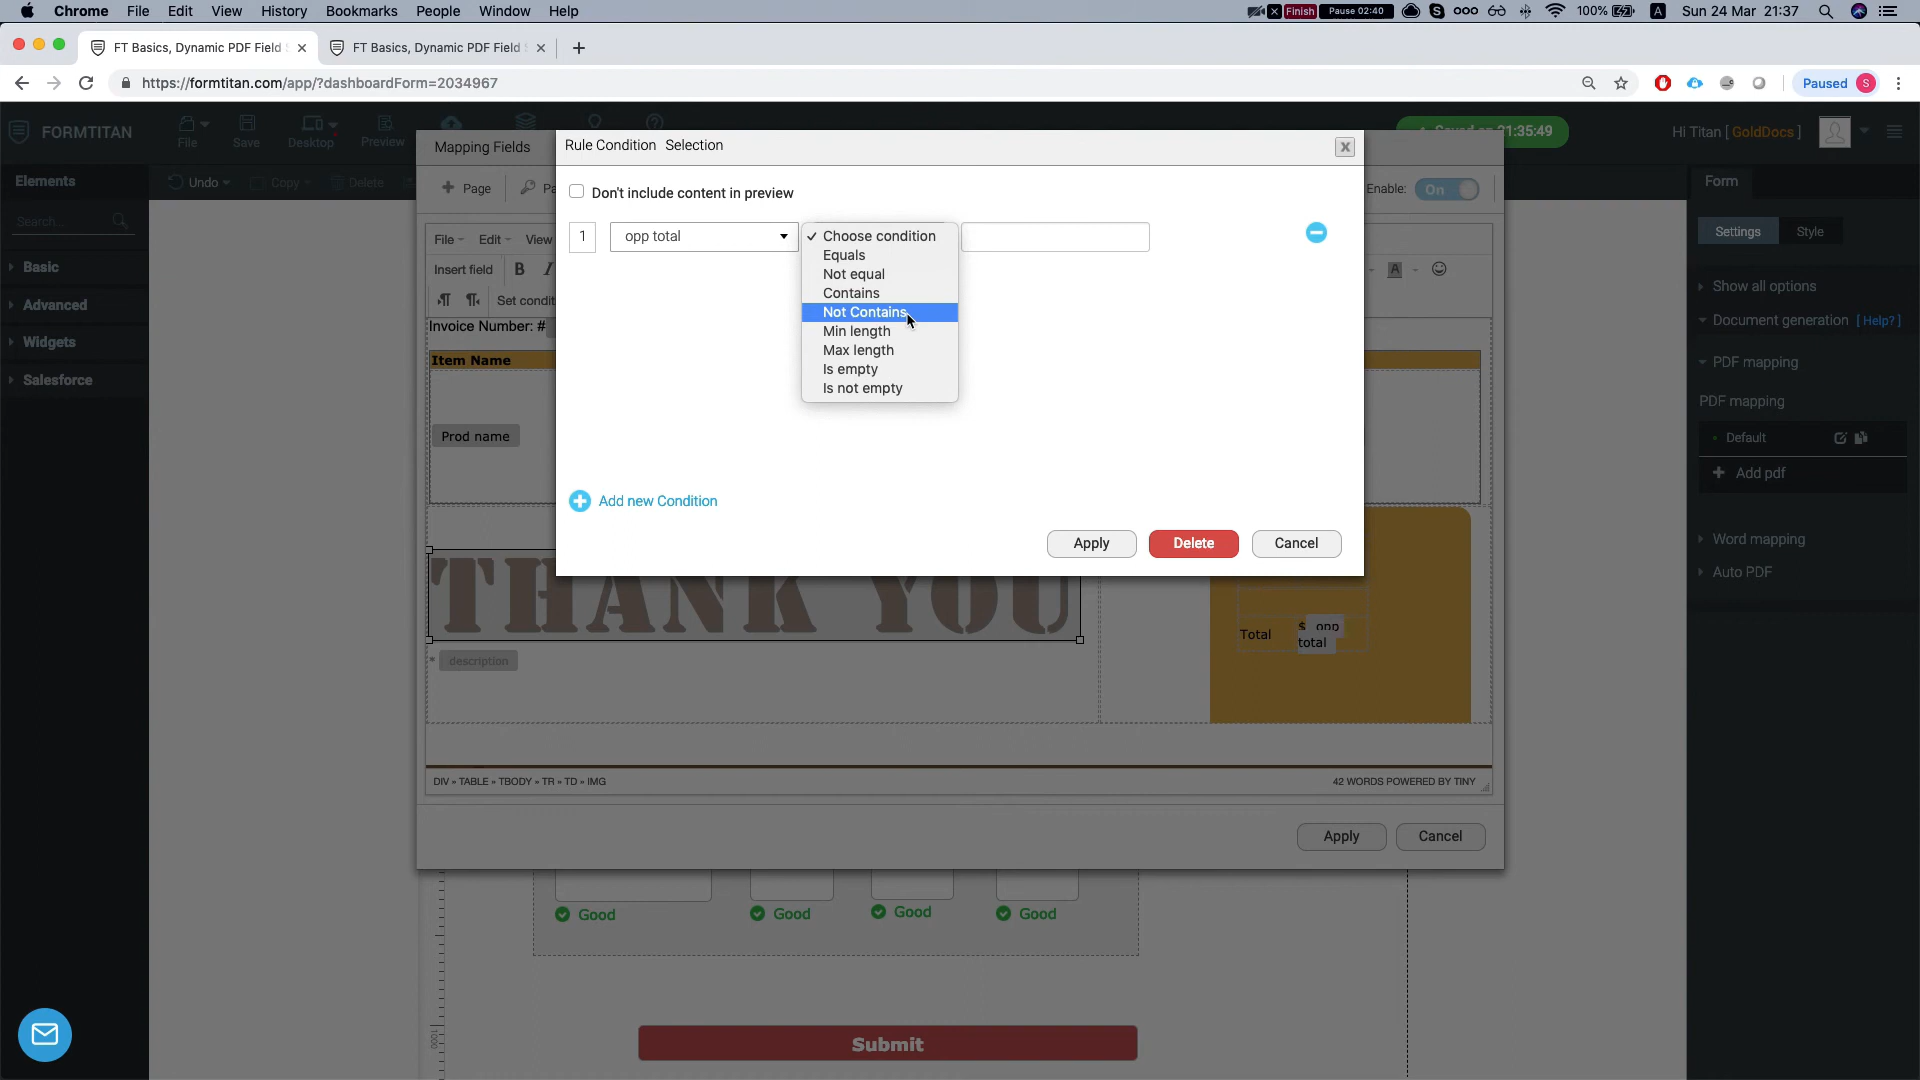 Chrome File Edit View History Bookmarks People Window Help
Finish Pause 02:40 100% A Sun 24 Mar 21:37
FT Basics, Dynamic PDF Field
FT Basics, Dynamic PDF Field
https://formtitan.com/app/?dashboardForm=2034967
Paused S
FORMTITAN
File Save Desktop Preview
21:35:49
Hi Titan [ GoldDocs ]
Mapping Fields
Rule Condition Selection
X
Elements
Undo Copy Delete
+ Page
Enable: On
Form
Search...
Don't include content in preview
Settings Style
1 opp total
Choose condition
Equals
Not equal
Contains
Not Contains
Min length
Max length
Is empty
Is not empty
File Edit View
Insert field B I
Set condit
Invoice Number: #
Item Name
Prod name
Basic
Advanced
Widgets
Salesforce
Show all options
Document generation [ Help? ]
PDF mapping
PDF mapping
Default
+ Add pdf
Word mapping
Auto PDF
Add new Condition
Apply Delete Cancel
THANK YOU
* description
Total $ opp total
DIV » TABLE » TBODY » TR » TD » IMG
42 WORDS POWERED BY TINY
Apply Cancel
Good Good Good Good
1000
Submit